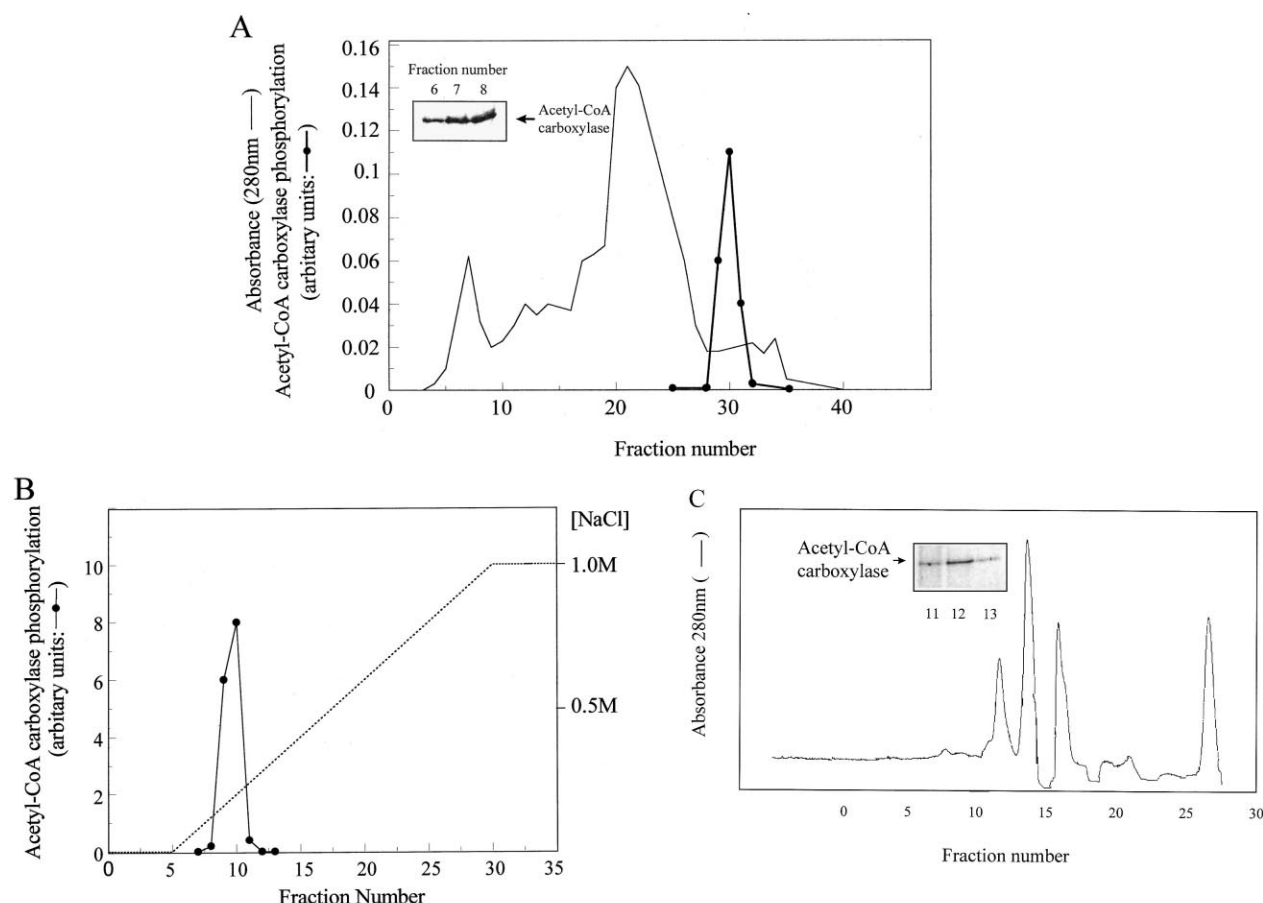 A
Absorbance (280nm ——)
Acetyl-CoA carboxylase phosphorylation
(arbitary units:—●—)
0.16
0.14
0.12
0.1
0.08
0.06
0.04
0.02
0
Fraction number
6 7 8
Acetyl-CoA
carboxylase
0 10 20 30 40
Fraction number
B
Acetyl-CoA carboxylase phosphorylation
(arbitary units:—●—)
10
8
6
4
2
0
[NaCl]
1.0M
0.5M
0 5 10 15 20 25 30 35
Fraction Number
C
Absorbance 280nm ( — )
Acetyl-CoA
carboxylase
11 12 13
0 5 10 15 20 25 30
Fraction number